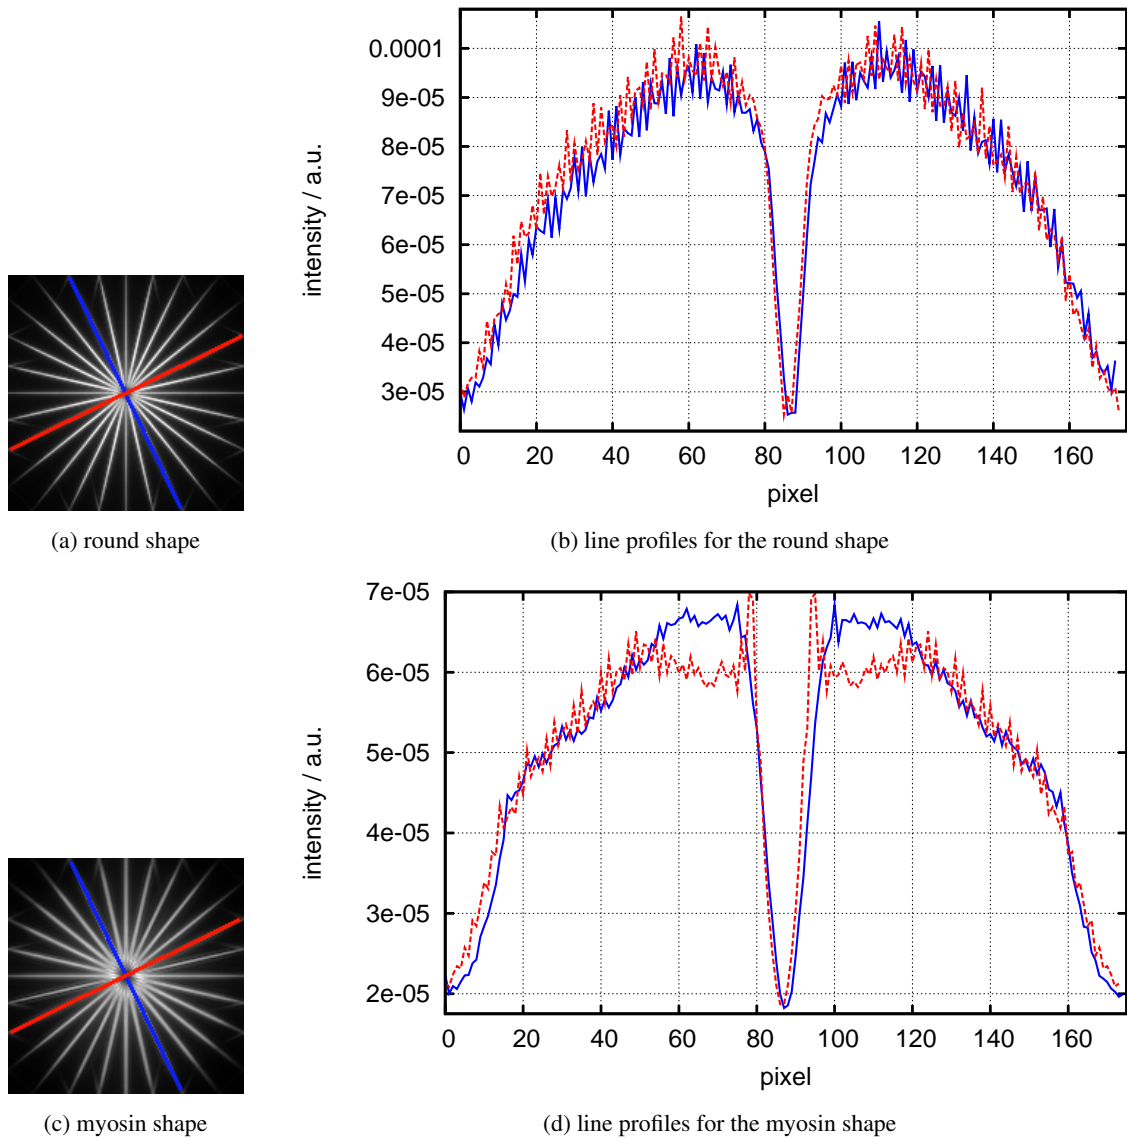 0.0001
9e-05
8e-05
7e-05
6e-05
5e-05
4e-05
3e-05
intensity / a.u.
0 20 40 60 80 100 120 140 160
pixel
(a) round shape
(b) line profiles for the round shape
7e-05
6e-05
5e-05
4e-05
3e-05
2e-05
intensity / a.u.
0 20 40 60 80 100 120 140 160
pixel
(c) myosin shape
(d) line profiles for the myosin shape